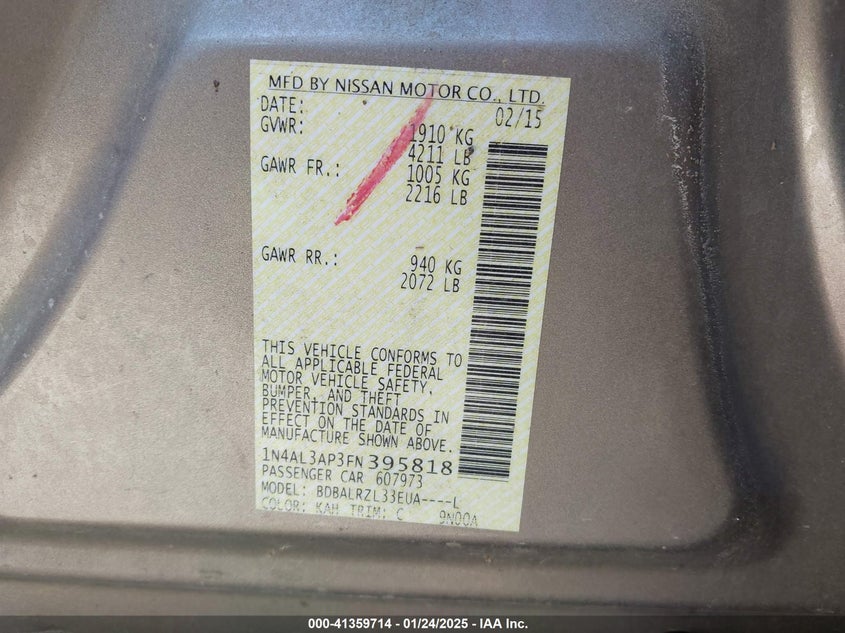 MFD BY NISSAN MOTOR CO., LTD.
DATE: 02/15
GVWR: 1910 KG
4211 LB
GAWR FR.: 1005 KG
2216 LB
GAWR RR.: 940 KG
2072 LB
THIS VEHICLE CONFORMS TO
ALL APPLICABLE FEDERAL
MOTOR VEHICLE SAFETY,
BUMPER, AND THEFT
PREVENTION STANDARDS IN
EFFECT ON THE DATE OF
MANUFACTURE SHOWN ABOVE.
1N4AL3AP3FN395818
PASSENGER CAR 607973
MODEL: BDBALRZL33EUA----L
COLOR: KAH TRIM: C 9N00A
000-41359714 - 01/24/2025 - IAA Inc.